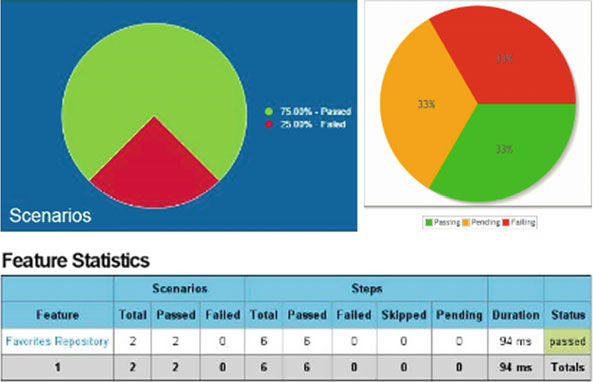 75.00% - Passed
25.00% - Failed
Scenarios
33%
33%
33%
Passing Pending Failing
Feature Statistics
Scenarios Steps
Feature Total Passed Failed Total Passed Failed Skipped Pending Duration Status
Favorites Repository 2 2 0 6 6 0 0 0 94 ms passed
1 2 2 0 6 6 0 0 0 94 ms Totals